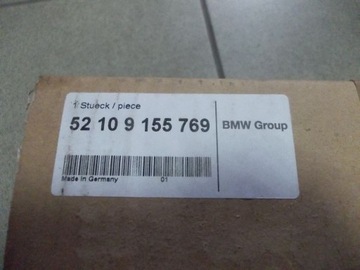 1 Stueck / piece
52 10 9 155 769
BMW Group
Made in Germany 01